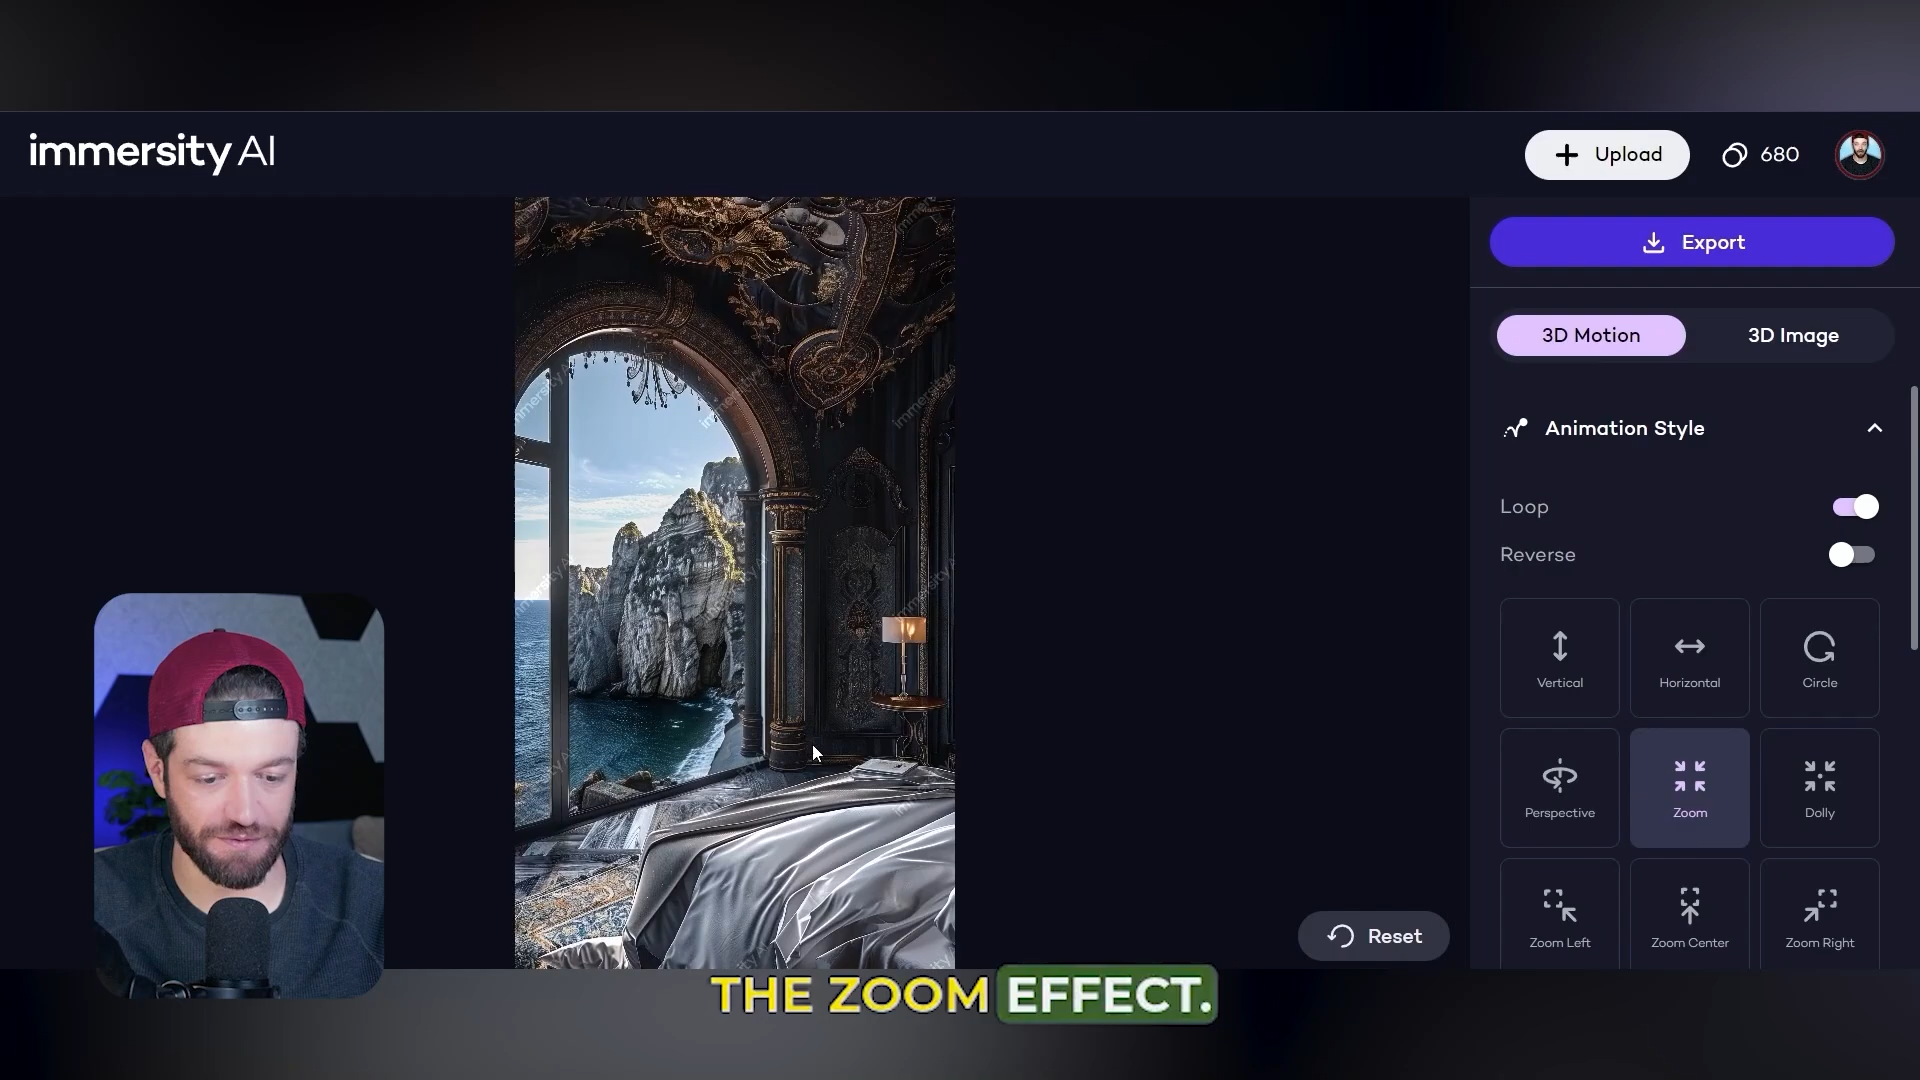 immersity AI
Upload
680
Export
3D Motion
3D Image
Animation Style
Loop
Reverse
Vertical
Horizontal
Circle
Perspective
Zoom
Dolly
Zoom Left
Zoom Center
Zoom Right
Reset
THE ZOOM EFFECT.